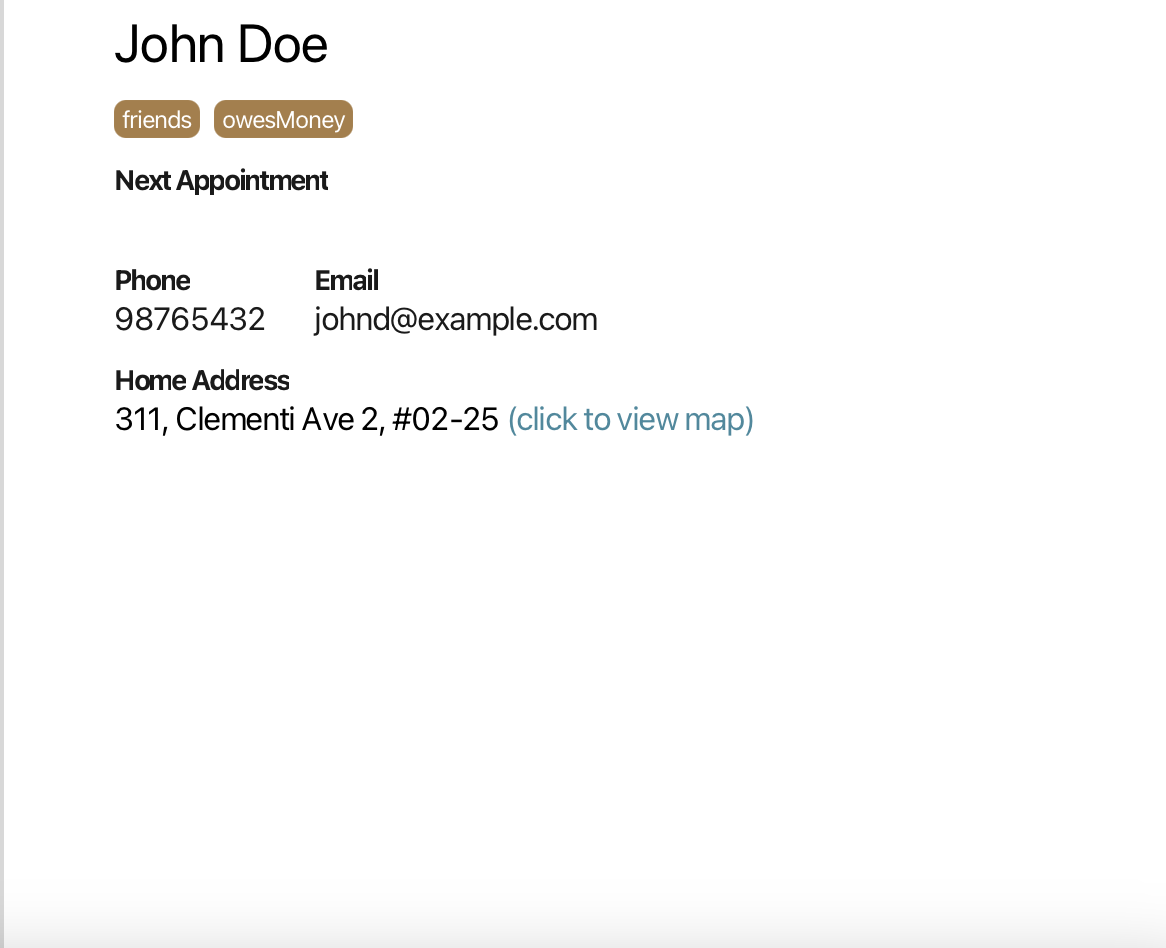 John Doe
friends owesMoney
Next Appointment
Phone Email
98765432 johnd@example.com
Home Address
311, Clementi Ave 2, #02-25 (click to view map)